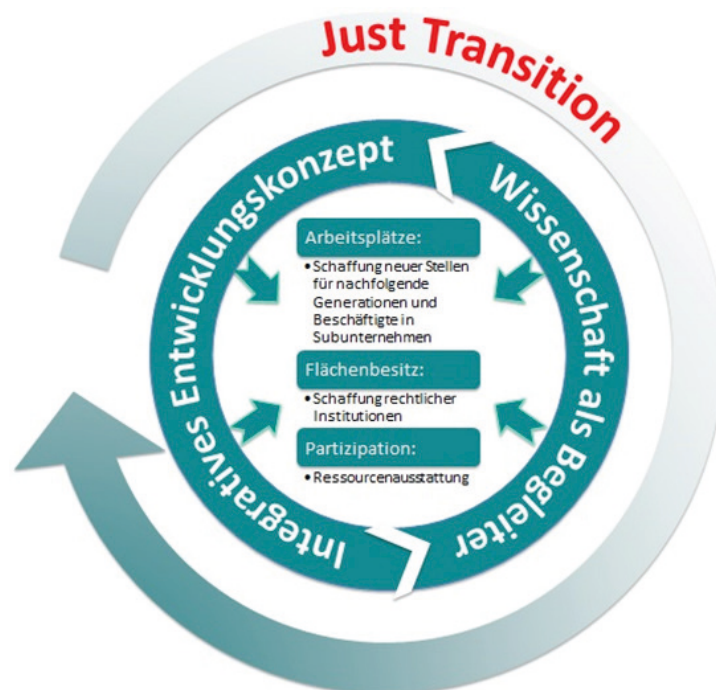 Just Transition
Integratives Entwicklungskonzept
Wissenschaft als Begleiter
Arbeitsplätze:
•Schaffung neuer Stellen
für nachfolgende
Generationen und
Beschäftigte in
Subunternehmen
Flächenbesitz:
•Schaffung rechtlicher
Institutionen
Partizipation:
•Ressourcenausstattung